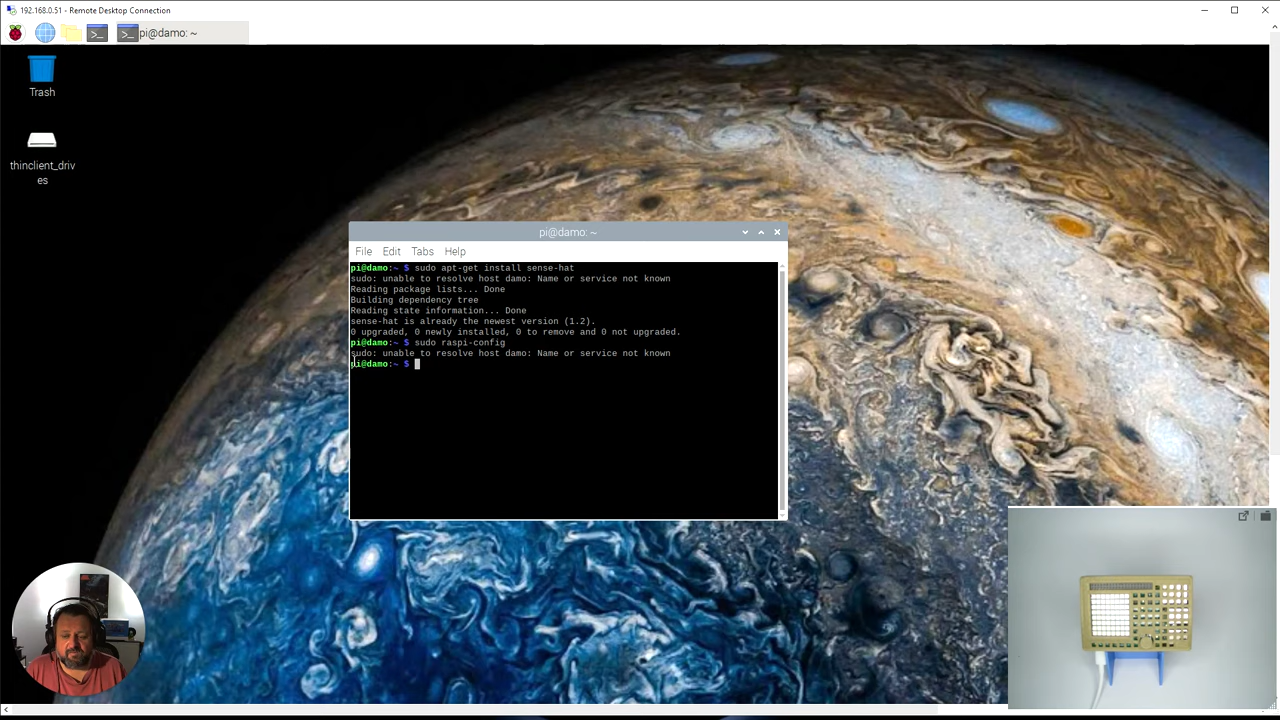 192.168.0.51 - Remote Desktop Connection
pi@damo: ~
Trash
thinclient_driv
es
pi@damo: ~
File Edit Tabs Help
pi@damo:~ $ sudo apt-get install sense-hat
sudo: unable to resolve host damo: Name or service not known
Reading package lists... Done
Building dependency tree
Reading state information... Done
sense-hat is already the newest version (1.2).
0 upgraded, 0 newly installed, 0 to remove and 0 not upgraded.
pi@damo:~ $ sudo raspi-config
sudo: unable to resolve host damo: Name or service not known
pi@damo:~ $